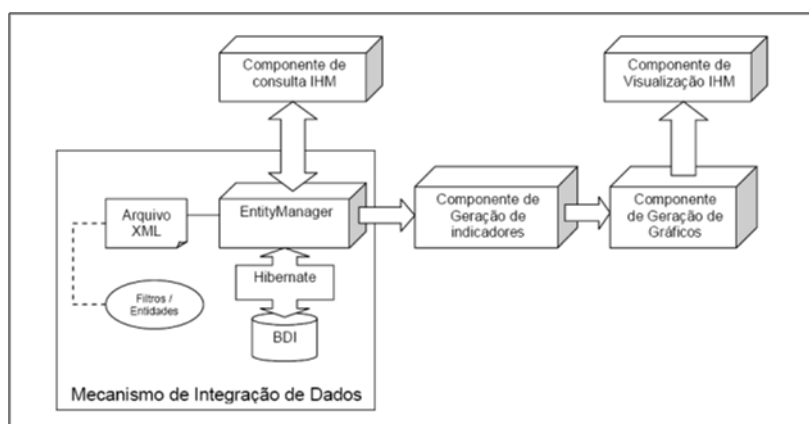 Componente de
consulta IHM
Componente de
Visualização IHM
Arquivo
XML
EntityManager
Componente de
Geração de
indicadores
Componente
de Geração de
Gráficos
Hibernate
Filtros /
Entidades
BDI
Mecanismo de Integração de Dados